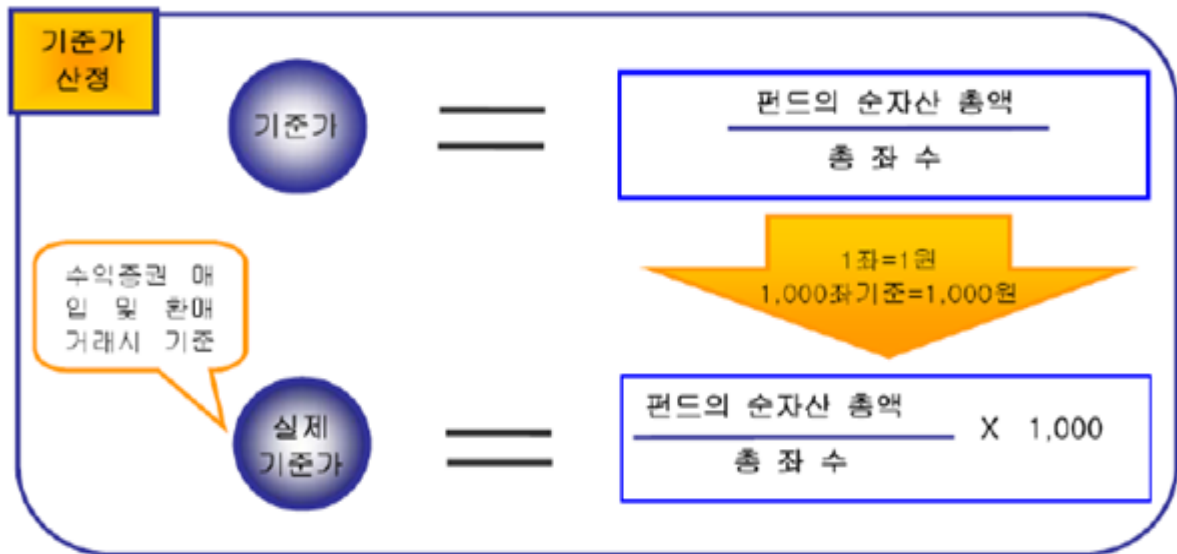 기준가
산정
기준가
펀드의 순자산 총액
총 좌 수
1좌=1원
1,000좌기준=1,000원
수익증권 매
입 및 환매
거래시 기준
실제
기준가
펀드의 순자산 총액
X 1,000
총 좌 수